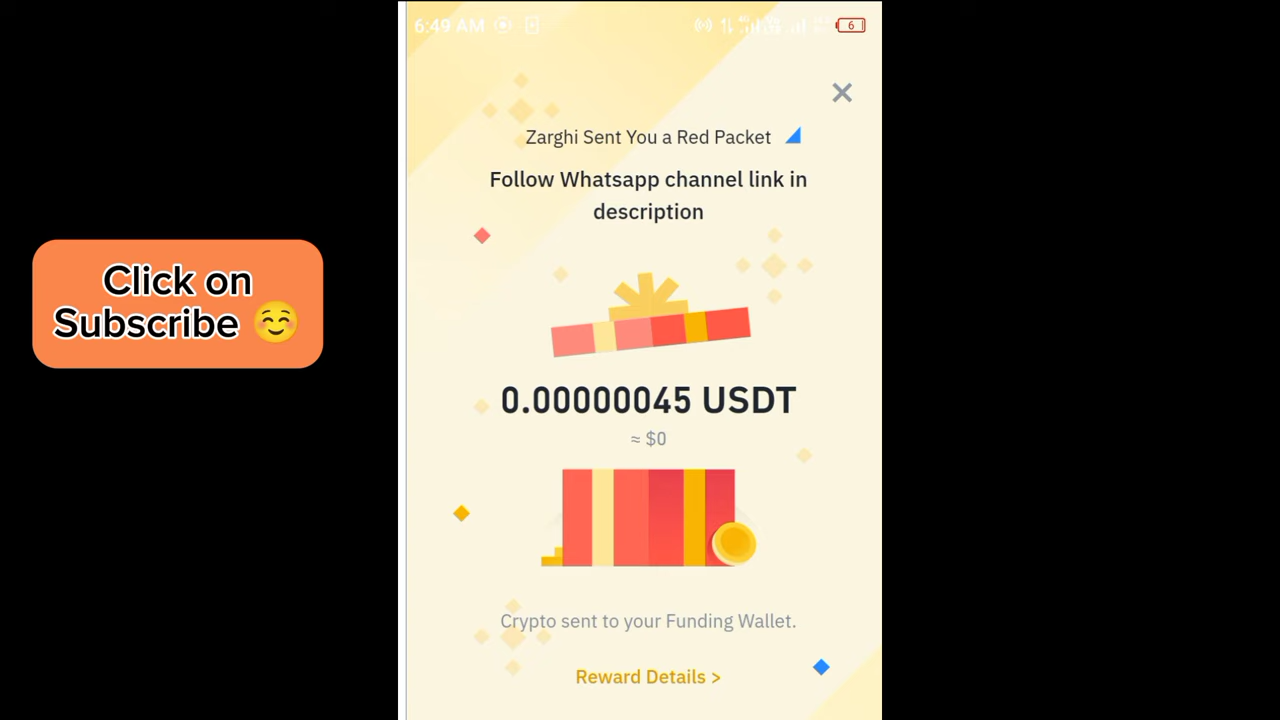 6:49 AM
6
Zarghi Sent You a Red Packet
Follow Whatsapp channel link in
description
Click on
Subscribe ☺️
0.00000045 USDT
≈ $0
Crypto sent to your Funding Wallet.
Reward Details >